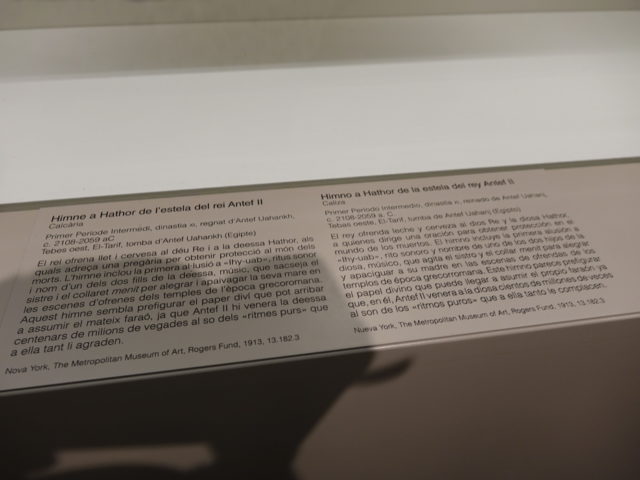 Himne a Hathor de l'estela del rei Antef II
Calcària
Primer Període Intermedi, dinastia regnat d'Antef Uahankh,
c. 2108-2059 aC
Tebes oest, El-Tarif, tomba d'Antef Uahankh (Egipte)
El rei ofrena llet i cervesa al déu Re i a la deessa Hathor, als
quals adreça una pregària per obtenir protecció al món dels
morts. L'himne inclou la primera al·lusió a «Ihy-uab», ritus sonor
i nom d'un dels dos fills de la deessa, músic, que sacseja el
sistre i el collaret menit per alegrar i apaivagar la seva mare en
les escenes d'ofrenes dels temples de l'època grecoromana.
Aquest himne sembla prefigurar el paper diví que pot arribar
a assumir el mateix faraó, ja que Antef II hi venera la deessa
centenars de milions de vegades al so dels «ritmes purs» que
a ella tant li agraden.
Nova York, The Metropolitan Museum of Art, Rogers Fund, 1913, 13.182.3
Himno a Hathor de la estela del rey Antef II
Caliza
Primer Periodo Intermedio, dinastía reinado de Antef Uahanj,
c. 2108-2059 a. C.
Tebas oeste, El-Tarif, tumba de Antef Uahanj (Egipto)
El rey ofrenda leche y cerveza al dios Re y la diosa Hathor,
a quienes dirige una oración para obtener protección en el
mundo de los muertos. El himno incluye la primera alusión a
«Ihy-uab», rito sonoro y nombre de uno de los dos hijos de la
diosa, músico, que agita el sistro y el collar menit para alegrar
y apaciguar a su madre en las escenas de ofrendas de los
templos de época grecorromana. Este himno parece prefigurar
el papel divino que puede llegar a asumir el propio faraón, ya
que, en él, Antef II venera a la diosa cientos de millones de veces
al son de los «ritmos puros» que a ella tanto le complacen.
Nueva York, The Metropolitan Museum of Art, Rogers Fund, 1913, 13.182.3